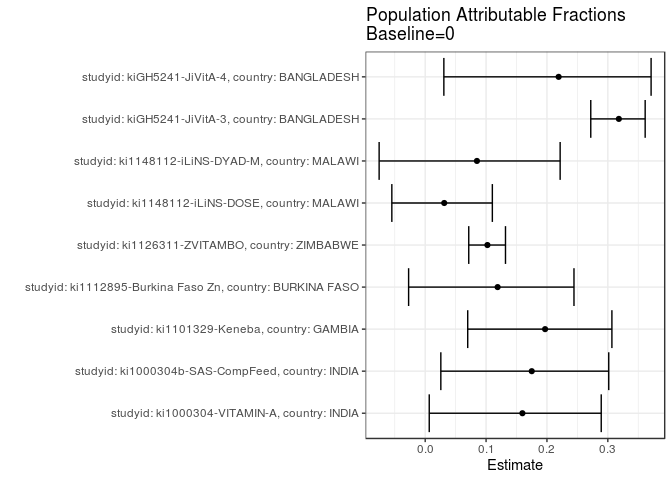 Population Attributable Fractions
Baseline=0
studyid: kiGH5241-JiVitA-4, country: BANGLADESH
studyid: kiGH5241-JiVitA-3, country: BANGLADESH
studyid: ki1148112-iLiNS-DYAD-M, country: MALAWI
studyid: ki1148112-iLiNS-DOSE, country: MALAWI
studyid: ki1126311-ZVITAMBO, country: ZIMBABWE
studyid: ki1112895-Burkina Faso Zn, country: BURKINA FASO
studyid: ki1101329-Keneba, country: GAMBIA
studyid: ki1000304b-SAS-CompFeed, country: INDIA
studyid: ki1000304-VITAMIN-A, country: INDIA
0.0 0.1 0.2 0.3
Estimate